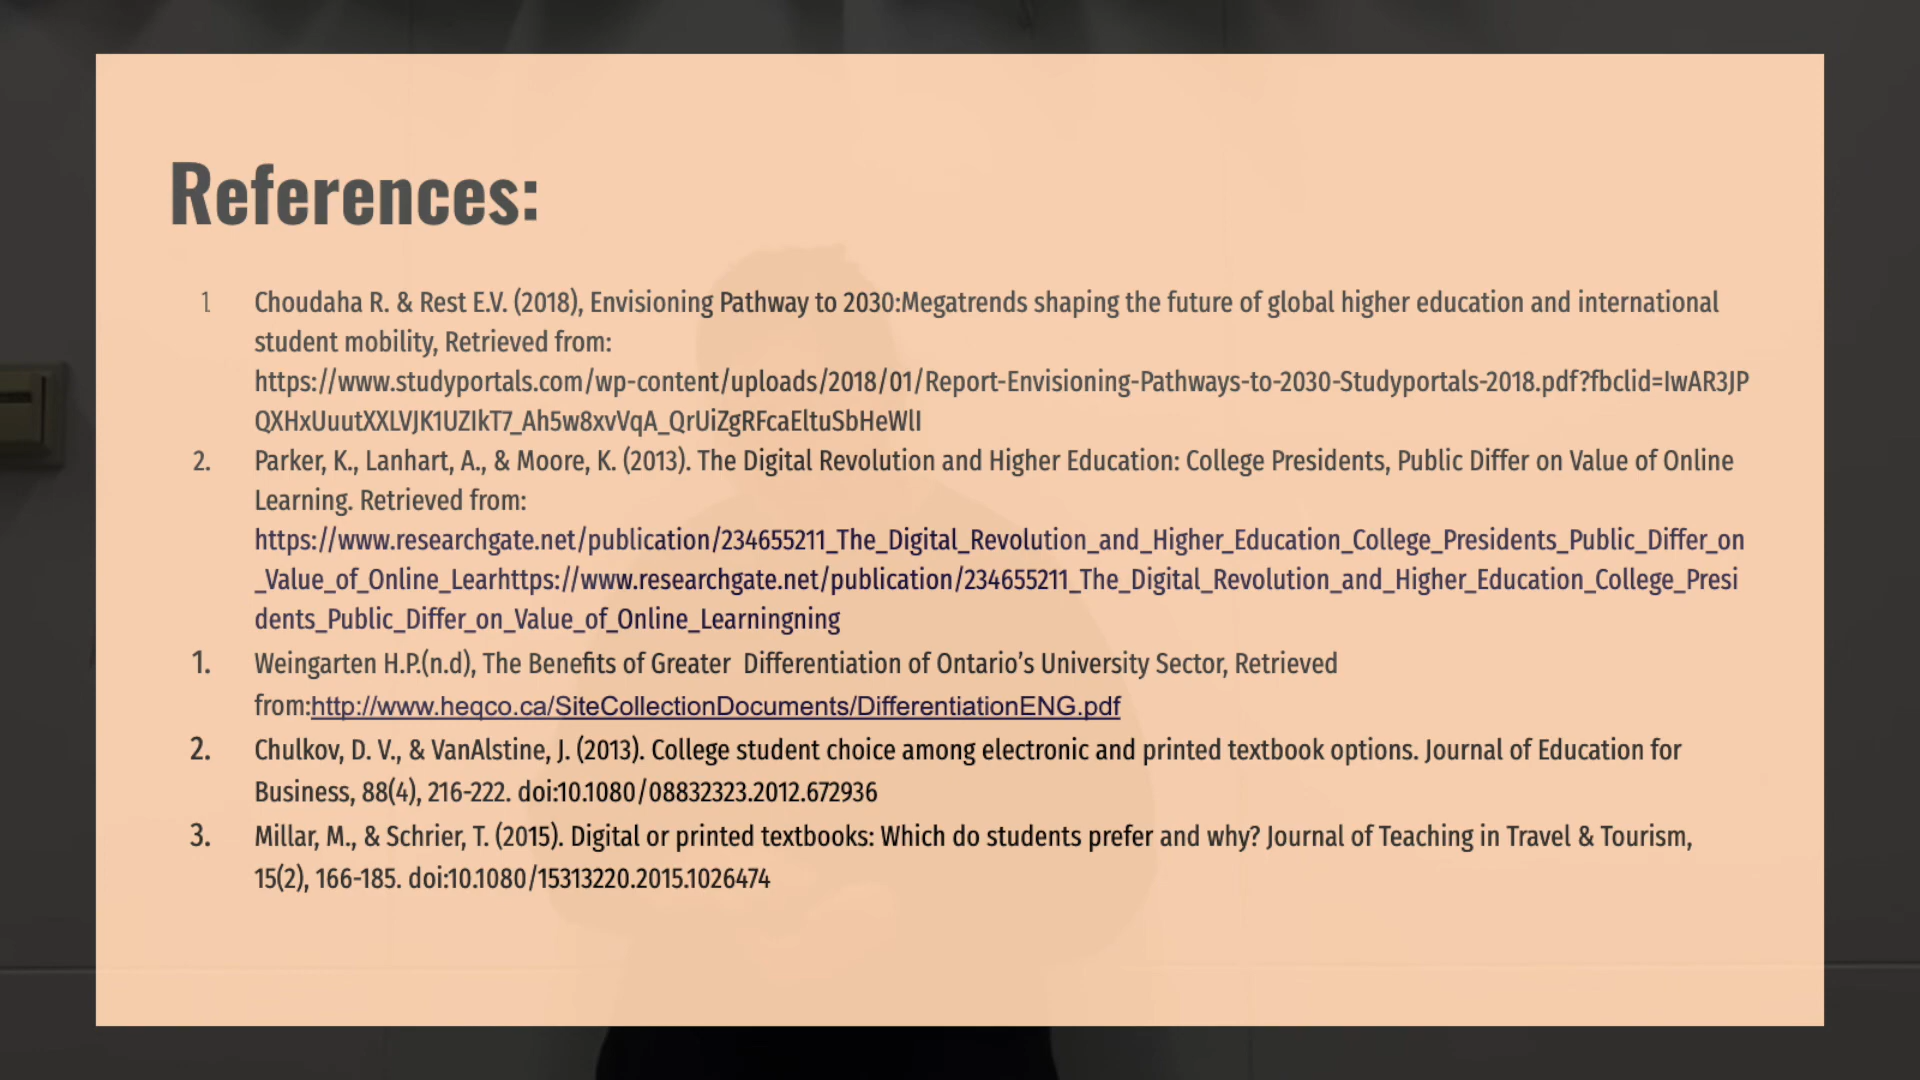 References:
1. Choudaha R. & Rest E.V. (2018), Envisioning Pathway to 2030:Megatrends shaping the future of global higher education and international
student mobility, Retrieved from:
https://www.studyportals.com/wp-content/uploads/2018/01/Report-Envisioning-Pathways-to-2030-Studyportals-2018.pdf?fbclid=IwAR3JP
QXHxUuutXXLVJK1UZIkT7_Ah5w8xvVqA_QrUiZgRFcaEltuSbHeWlI
2. Parker, K., Lanhart, A., & Moore, K. (2013). The Digital Revolution and Higher Education: College Presidents, Public Differ on Value of Online
Learning. Retrieved from:
https://www.researchgate.net/publication/234655211_The_Digital_Revolution_and_Higher_Education_College_Presidents_Public_Differ_on
_Value_of_Online_Learhttps://www.researchgate.net/publication/234655211_The_Digital_Revolution_and_Higher_Education_College_Presi
dents_Public_Differ_on_Value_of_Online_Learningning
1. Weingarten H.P.(n.d), The Benefits of Greater  Differentiation of Ontario's University Sector, Retrieved
from:http://www.heqco.ca/SiteCollectionDocuments/DifferentiationENG.pdf
2. Chulkov, D. V., & VanAlstine, J. (2013). College student choice among electronic and printed textbook options. Journal of Education for
Business, 88(4), 216-222. doi:10.1080/08832323.2012.672936
3. Millar, M., & Schrier, T. (2015). Digital or printed textbooks: Which do students prefer and why? Journal of Teaching in Travel & Tourism,
15(2), 166-185. doi:10.1080/15313220.2015.1026474